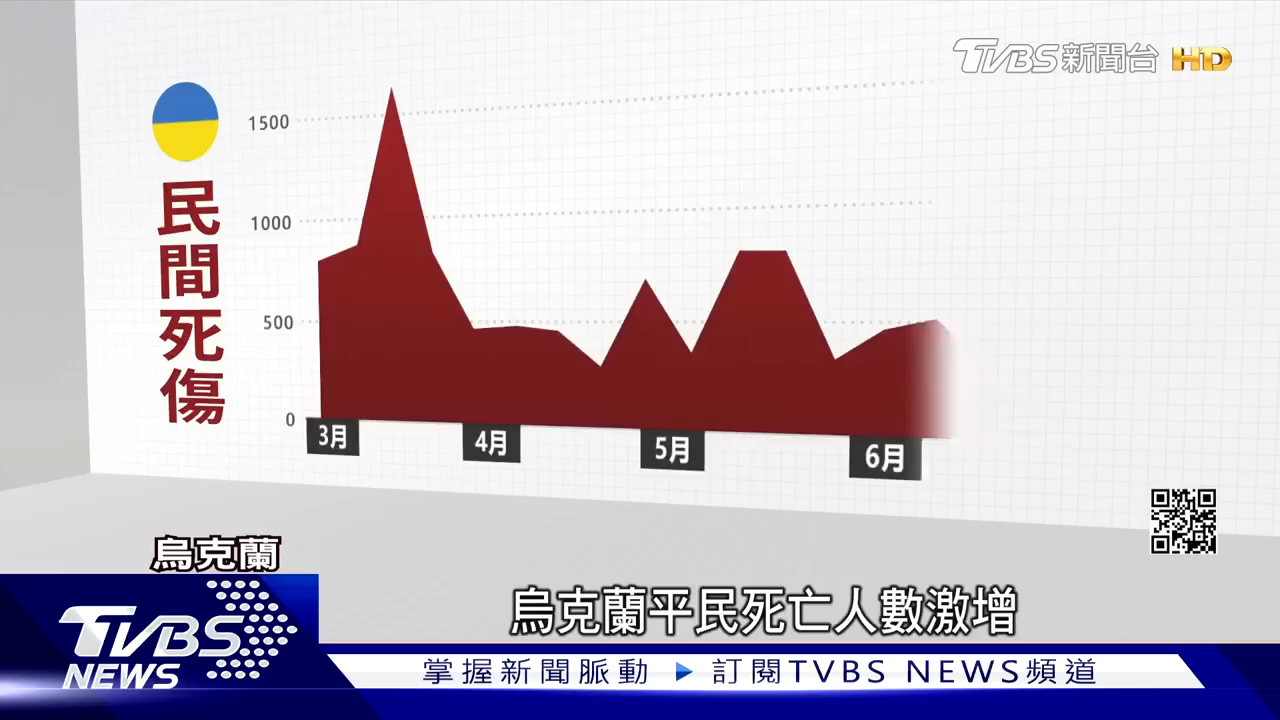 TVBS新聞台 HD
民間死傷
1500
1000
500
0
3月
4月
5月
6月
烏克蘭
烏克蘭平民死亡人數激增
TVBS NEWS
掌握新聞脈動 ▶ 訂閱TVBS NEWS頻道